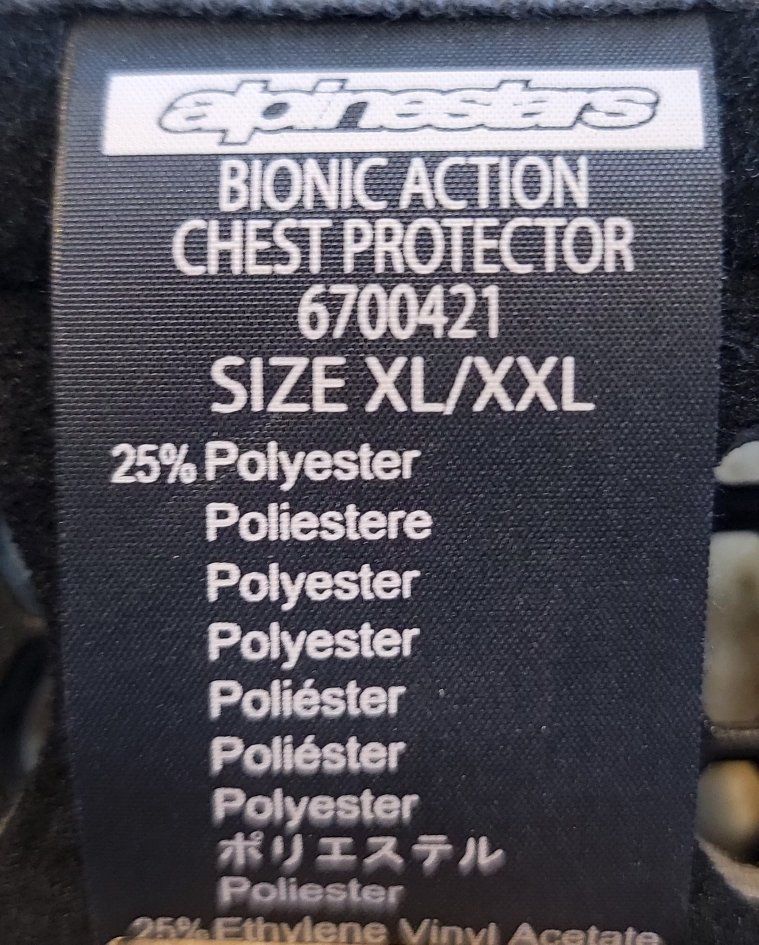 alpinestars
BIONIC ACTION
CHEST PROTECTOR
6700421
SIZE XL/XXL
25% Polyester
Poliestere
Polyester
Polyester
Poliéster
Poliéster
Polyester
ポリエステル
Poliester
25% Ethylene Vinyl Acetate